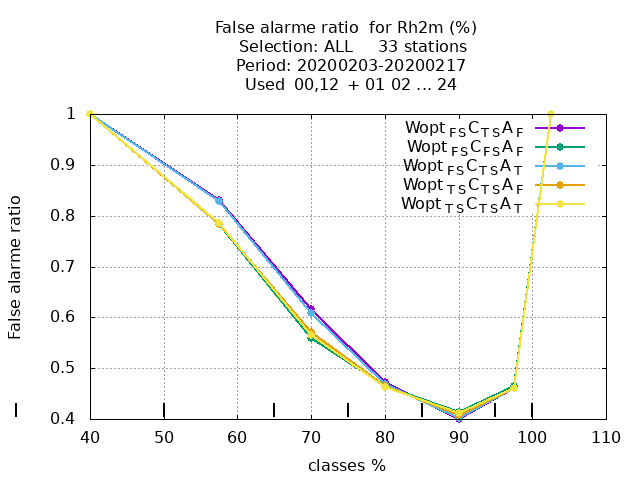 False alarme ratio  for Rh2m (%)
Selection: ALL     33 stations
Period: 20200203-20200217
Used  00,12  + 01 02 ... 24
Wopt FS C TS A F
Wopt FS C FS A F
Wopt FS C TS A T
Wopt TS C TS A F
Wopt TS C TS A T
False alarme ratio
1
0.9
0.8
0.7
0.6
0.5
0.4
40 50 60 70 80 90 100 110
classes %